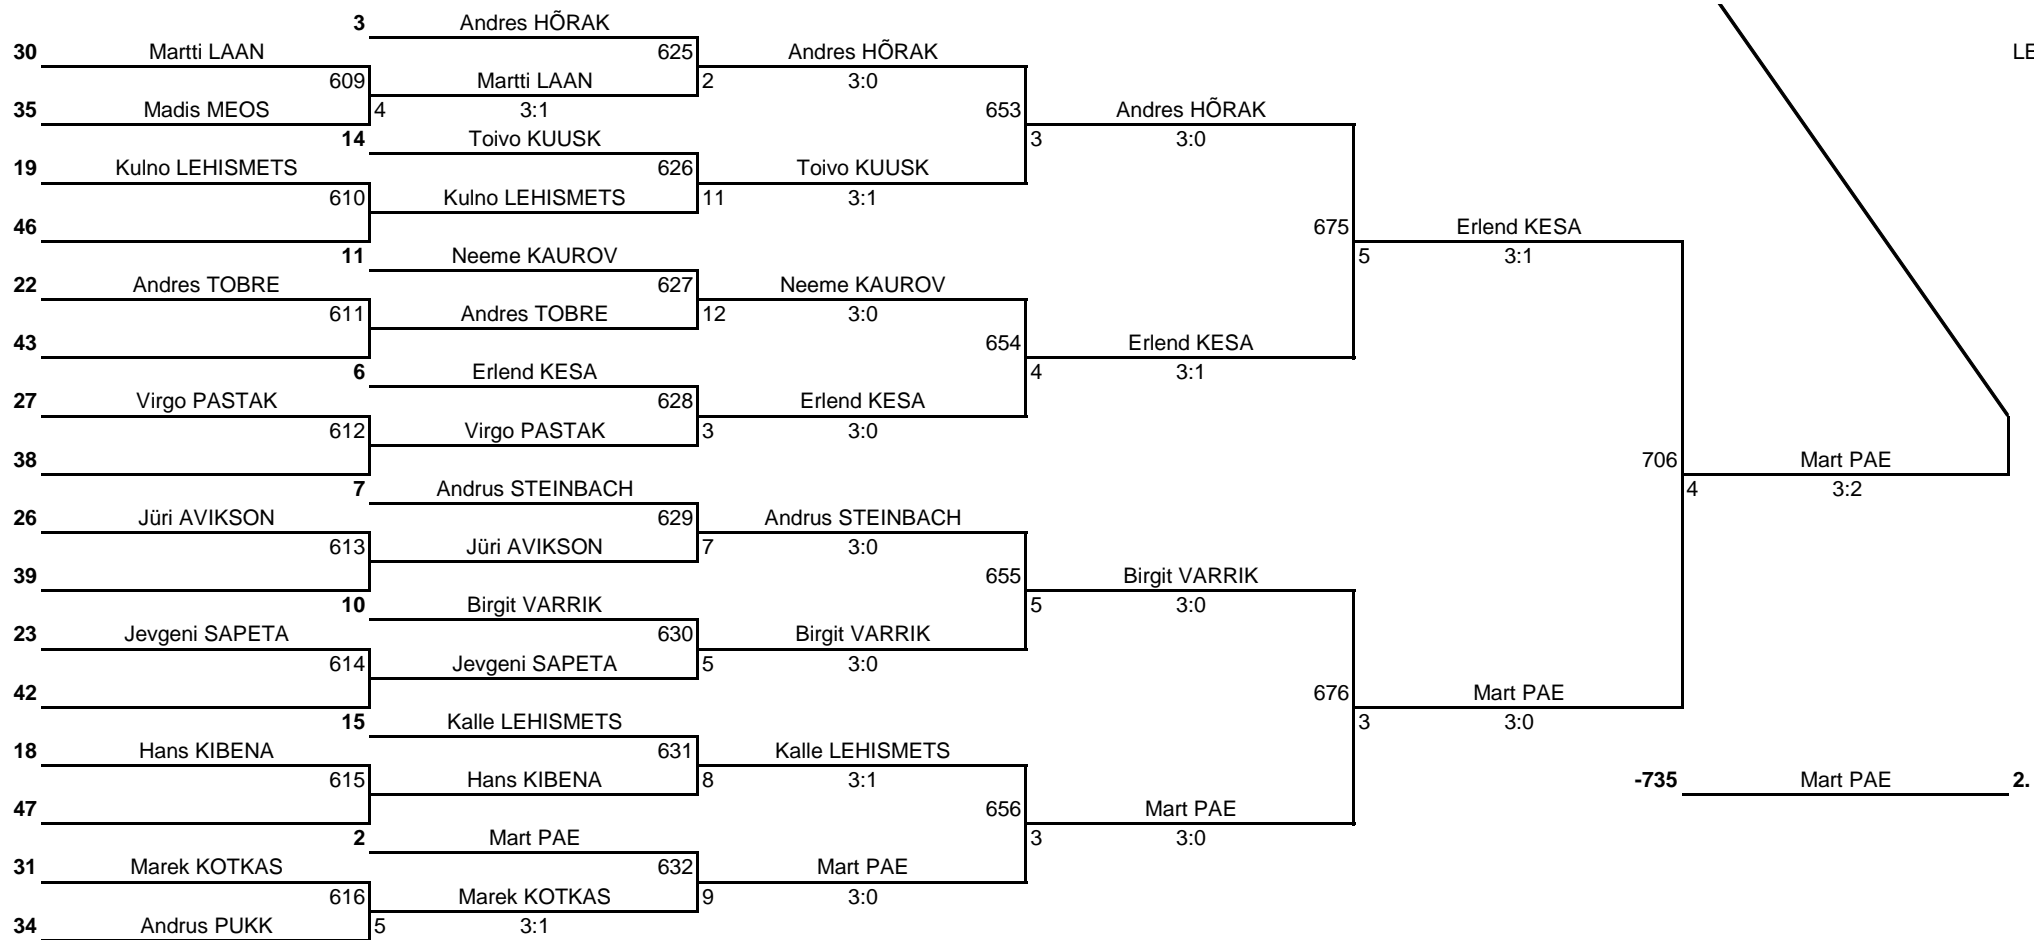 3 Andres HÕRAK
30 Martti LAAN 625 Andres HÕRAK LE
609 Martti LAAN 2 3:0
35 Madis MEOS 4 3:1 653 Andres HÕRAK
14 Toivo KUUSK 3 3:0
19 Kulno LEHISMETS 626 Toivo KUUSK
610 Kulno LEHISMETS 11 3:1
46 675 Erlend KESA
11 Neeme KAUROV 5 3:1
22 Andres TOBRE 627 Neeme KAUROV
611 Andres TOBRE 12 3:0
43 654 Erlend KESA
6 Erlend KESA 4 3:1
27 Virgo PASTAK 628 Erlend KESA
612 Virgo PASTAK 3 3:0
38 706 Mart PAE
7 Andrus STEINBACH 4 3:2
26 Jüri AVIKSON 629 Andrus STEINBACH
613 Jüri AVIKSON 7 3:0
39 655 Birgit VARRIK
10 Birgit VARRIK 5 3:0
23 Jevgeni SAPETA 630 Birgit VARRIK
614 Jevgeni SAPETA 5 3:0
42 676 Mart PAE
15 Kalle LEHISMETS 3 3:0
18 Hans KIBENA 631 Kalle LEHISMETS
615 Hans KIBENA 8 3:1 -735 Mart PAE 2.
47 656 Mart PAE
2 Mart PAE 3 3:0
31 Marek KOTKAS 632 Mart PAE
616 Marek KOTKAS 9 3:0
34 Andrus PUKK 5 3:1